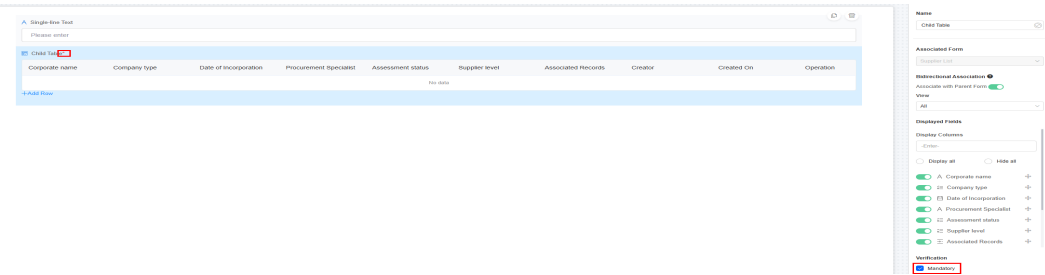 Single-line Text
Please enter
Child Table*
Corporate name Company type Date of Incorporation Procurement Specialist Assessment status Supplier level Associated Records Creator Created On Operation
No data
+Add Row
Name
Child Table
Associated Form
Supplier List
Bidirectional Association
Associate with Parent Form
View
All
Displayed Fields
Display Columns
Enter
Display all Hide all
Corporate name
Company type
Date of Incorporation
Procurement Specialist
Assessment status
Supplier level
Associated Records
Verification
Mandatory